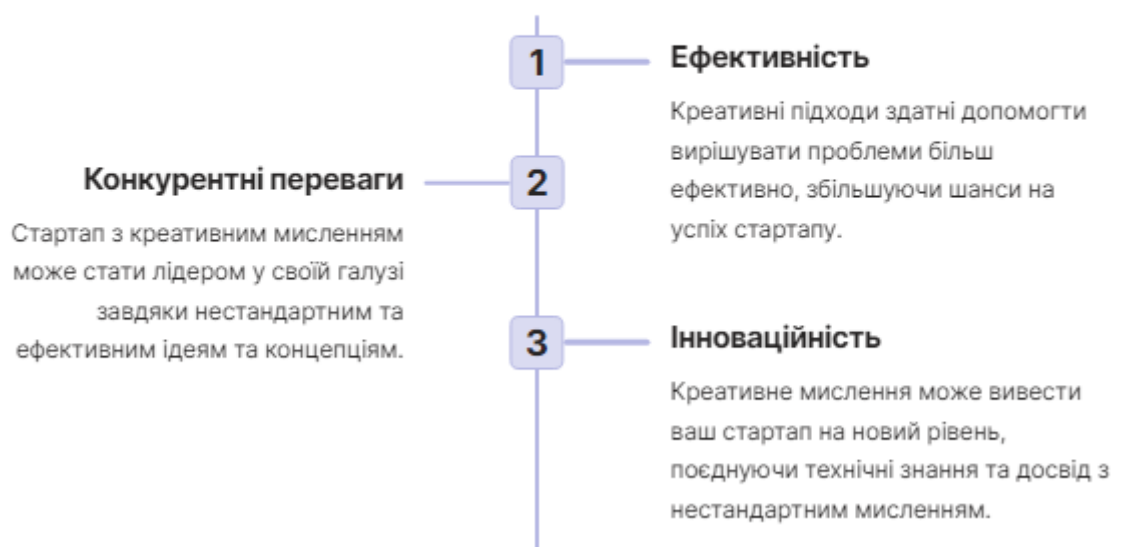 1
Ефективність
Креативні підходи здатні допомогти
вирішувати проблеми більш
ефективно, збільшуючи шанси на
успіх стартапу.
2
Конкурентні переваги
Стартап з креативним мисленням
може стати лідером у своїй галузі
завдяки нестандартним та
ефективним ідеям та концепціям.
3
Інноваційність
Креативне мислення може вивести
ваш стартап на новий рівень,
поєднуючи технічні знання та досвід з
нестандартним мисленням.